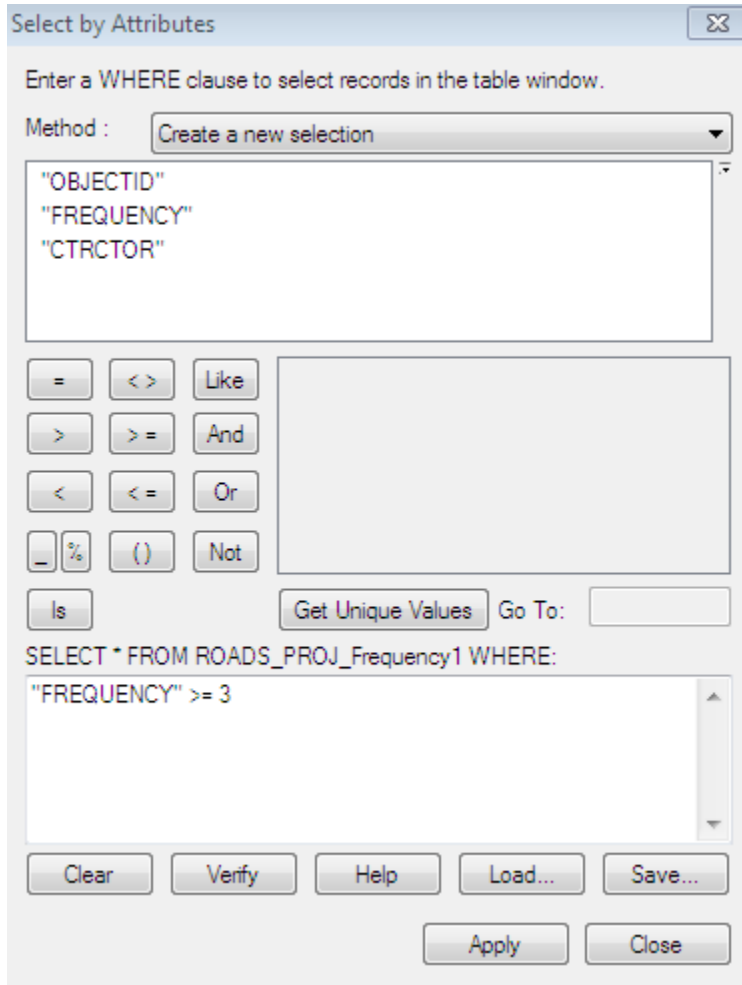 Select by Attributes
Enter a WHERE clause to select records in the table window.
Method : Create a new selection
"OBJECTID"
"FREQUENCY"
"CTRCTOR"
= < > Like
> > = And
< < = Or
_ % ( ) Not
Is Get Unique Values Go To:
SELECT * FROM ROADS_PROJ_Frequency1 WHERE:
"FREQUENCY" >= 3
Clear Verify Help Load... Save...
Apply Close